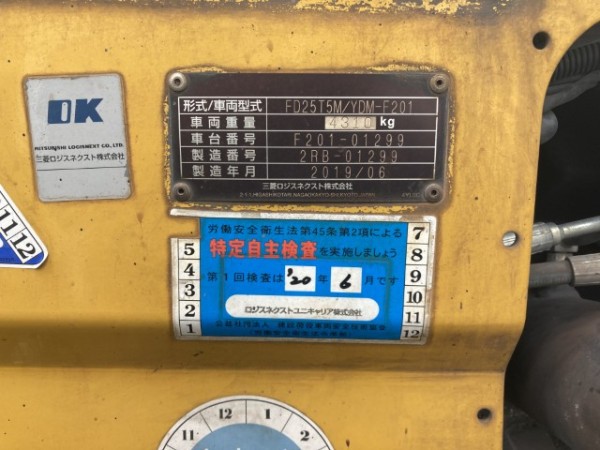 OK
MITSUBISHI LOGISNEXT CO., LTD.
三菱ロジスネクスト株式会社
形式/車両型式 FD25T5M/YDM-F201
車両重量 4310 kg
車台番号 F201-01299
製造番号 2RB-01299
製造年月 2019/06
三菱ロジスネクスト株式会社
労働安全衛生法第45条第2項による
特定自主検査を実施しましょう
第1回検査は '20 年 6 月です
ロジスネクストユニキャリア株式会社
5
4
3
2
1
7
8
9
10
11
12
11 12
11 12 1